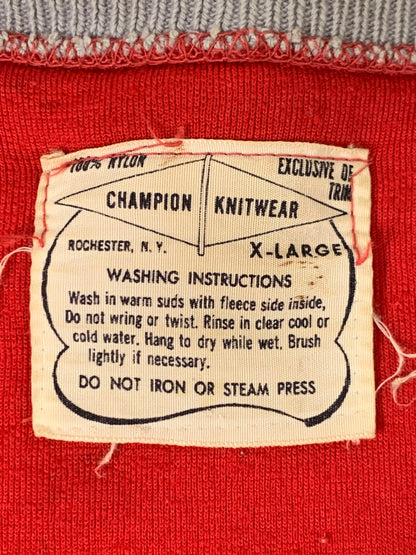 100% NYLON EXCLUSIVE OF
TRIM
CHAMPION KNITWEAR
ROCHESTER, N. Y. X-LARGE
WASHING INSTRUCTIONS
Wash in warm suds with fleece side inside,
Do not wring or twist. Rinse in clear cool or
cold water. Hang to dry while wet. Brush
lightly if necessary.
DO NOT IRON OR STEAM PRESS